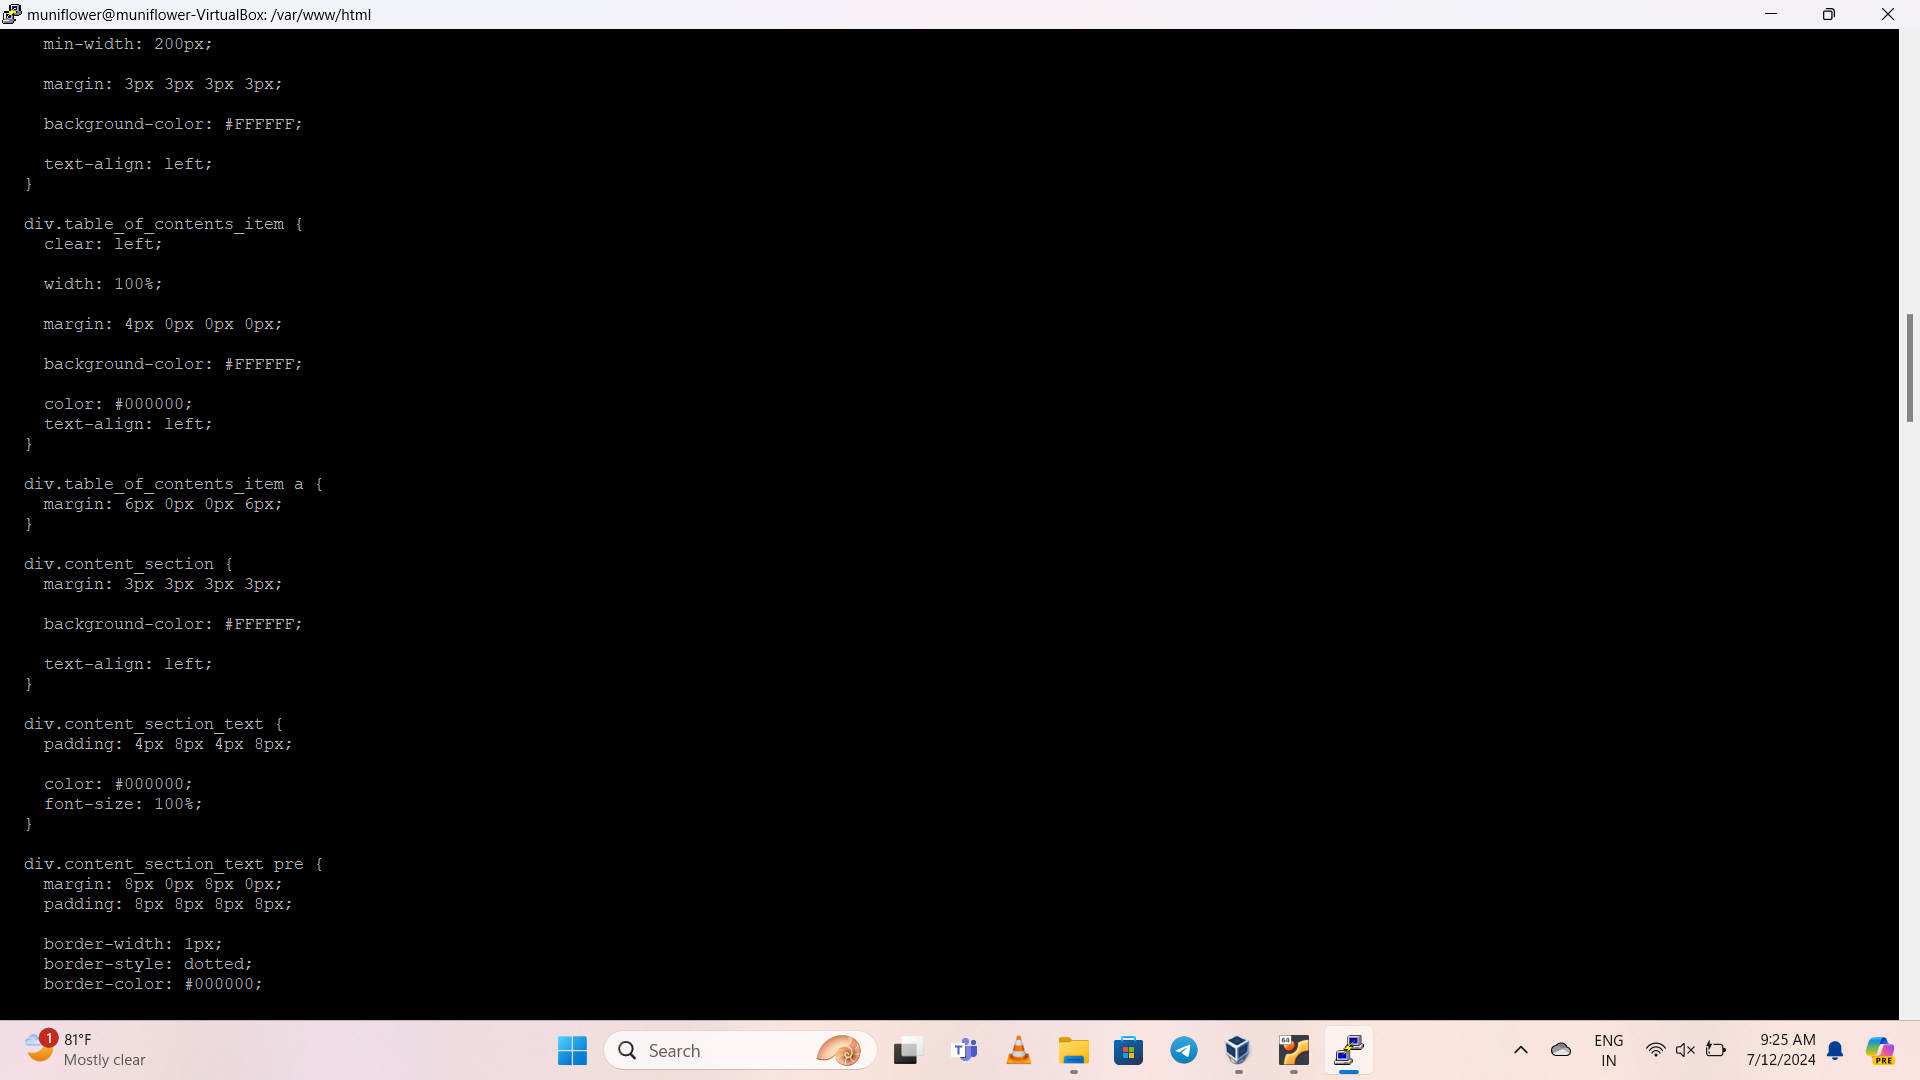 muniflower@muniflower-VirtualBox: /var/www/html
min-width: 200px;
margin: 3px 3px 3px 3px;
background-color: #FFFFFF;
text-align: left;
}
div.table_of_contents_item {
clear: left;
width: 100%;
margin: 4px 0px 0px 0px;
background-color: #FFFFFF;
color: #000000;
text-align: left;
}
div.table_of_contents_item a {
margin: 6px 0px 0px 6px;
}
div.content_section {
margin: 3px 3px 3px 3px;
background-color: #FFFFFF;
text-align: left;
}
div.content_section_text {
padding: 4px 8px 4px 8px;
color: #000000;
font-size: 100%;
}
div.content_section_text pre {
margin: 8px 0px 8px 0px;
padding: 8px 8px 8px 8px;
border-width: 1px;
border-style: dotted;
border-color: #000000;
1
81°F
Mostly clear
Search
T
64
ENG
IN
9:25 AM
7/12/2024
PRE